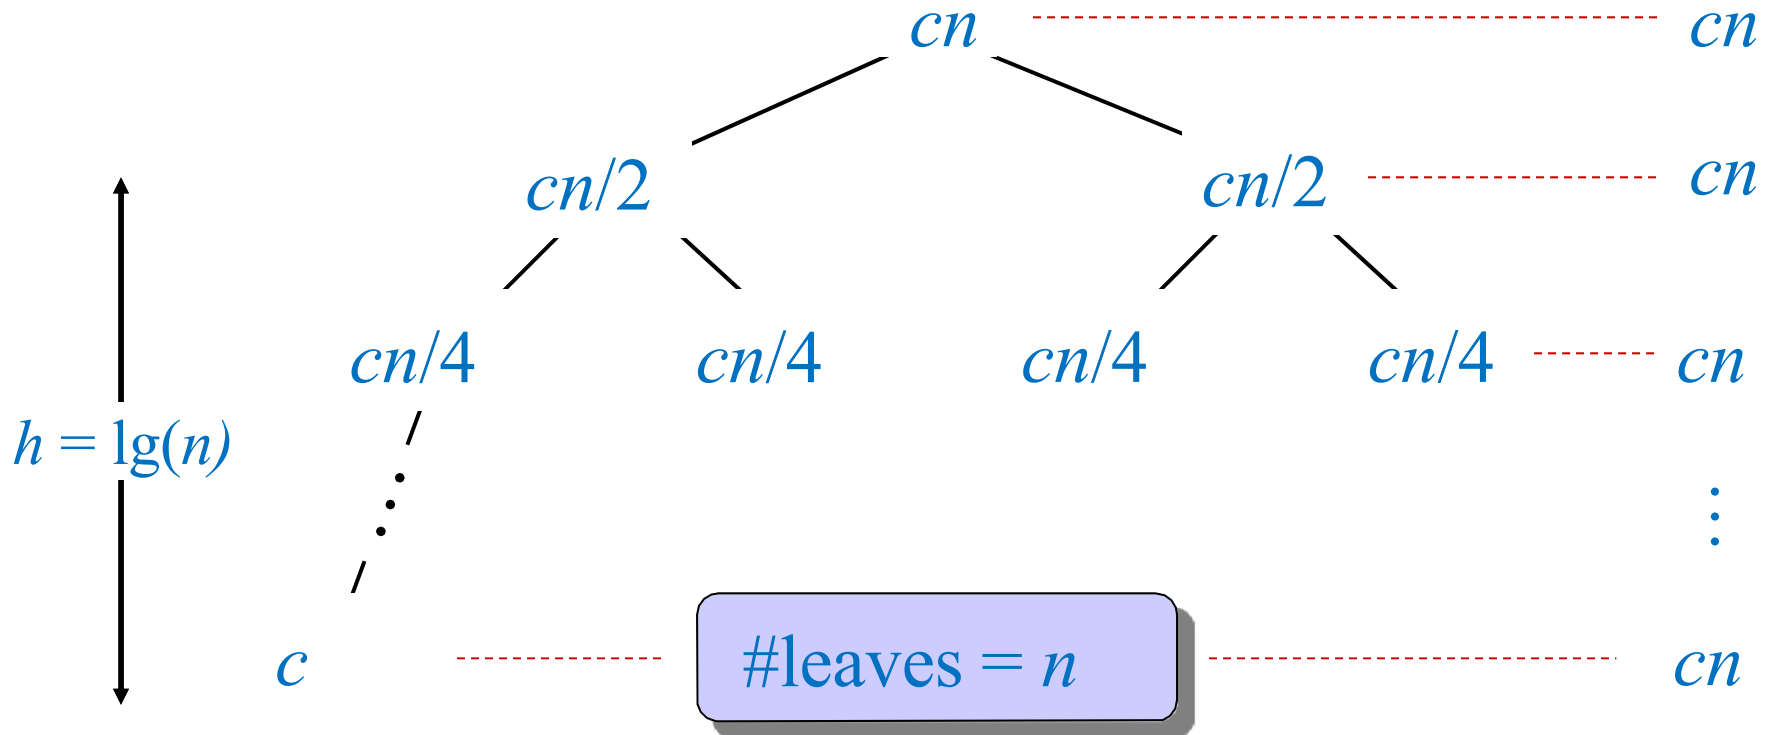 cn cn
cn/2 cn/2 cn
cn/4 cn/4 cn/4 cn/4 cn
h = lg(n)
c #leaves = n cn